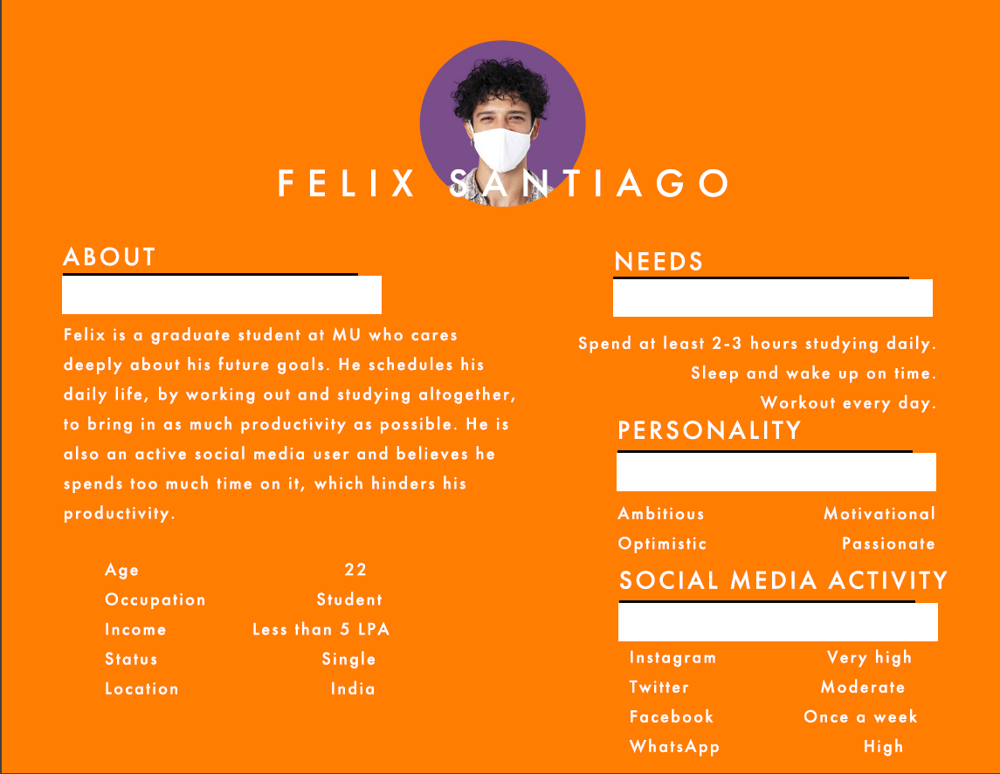 FELIX SANTIAGO
ABOUT
Felix is a graduate student at MU who cares
deeply about his future goals. He schedules his
daily life, by working out and studying altogether,
to bring in as much productivity as possible. He is
also an active social media user and believes he
spends too much time on it, which hinders his
productivity.
Age 22
Occupation Student
Income Less than 5 LPA
Status Single
Location India
NEEDS
Spend at least 2-3 hours studying daily.
Sleep and wake up on time.
Workout every day.
PERSONALITY
Ambitious Motivational
Optimistic Passionate
SOCIAL MEDIA ACTIVITY
Instagram Very high
Twitter Moderate
Facebook Once a week
WhatsApp High